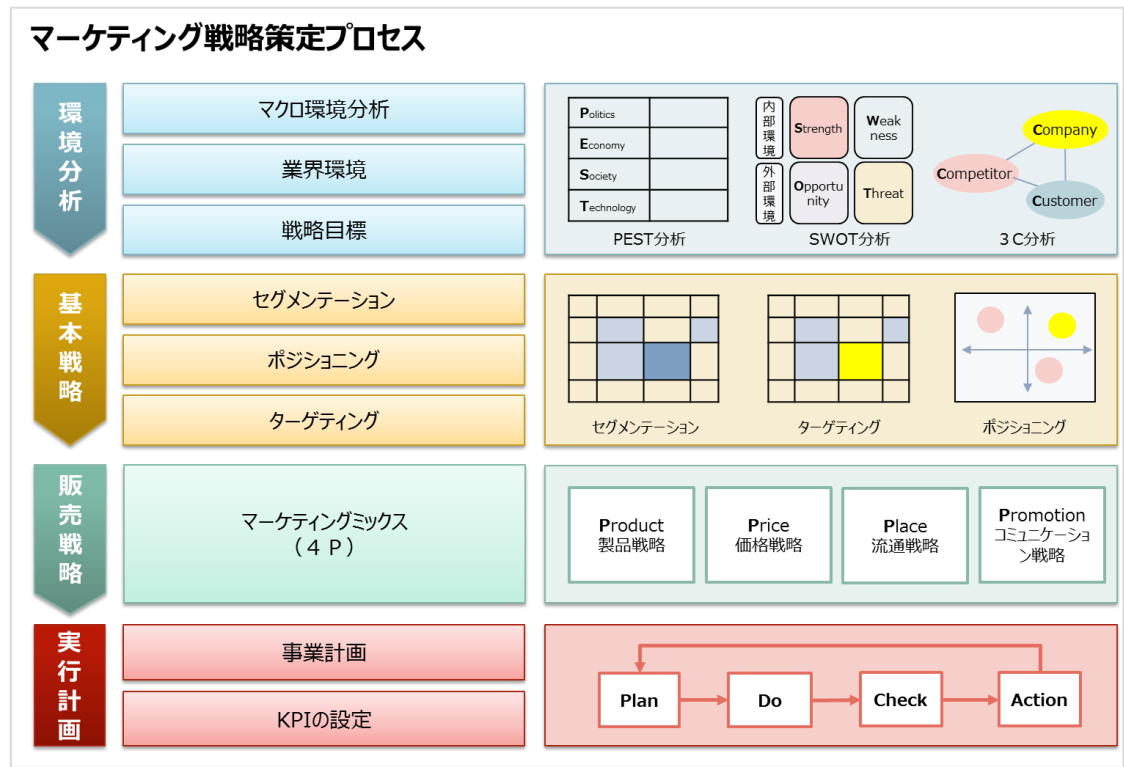 マーケティング戦略策定プロセス
環境分析
マクロ環境分析
業界環境
戦略目標
Politics
Economy
Society
Technology
PEST分析
内部環境
Strength
Weak
ness
外部環境
Opportu
nity
Threat
SWOT分析
Company
Competitor
Customer
３C分析
基本戦略
セグメンテーション
ポジショニング
ターゲティング
セグメンテーション
ターゲティング
ポジショニング
販売戦略
マーケティングミックス
（４Ｐ）
Product
製品戦略
Price
価格戦略
Place
流通戦略
Promotion
コミュニケーショ
ン戦略
実行計画
事業計画
KPIの設定
Plan
Do
Check
Action